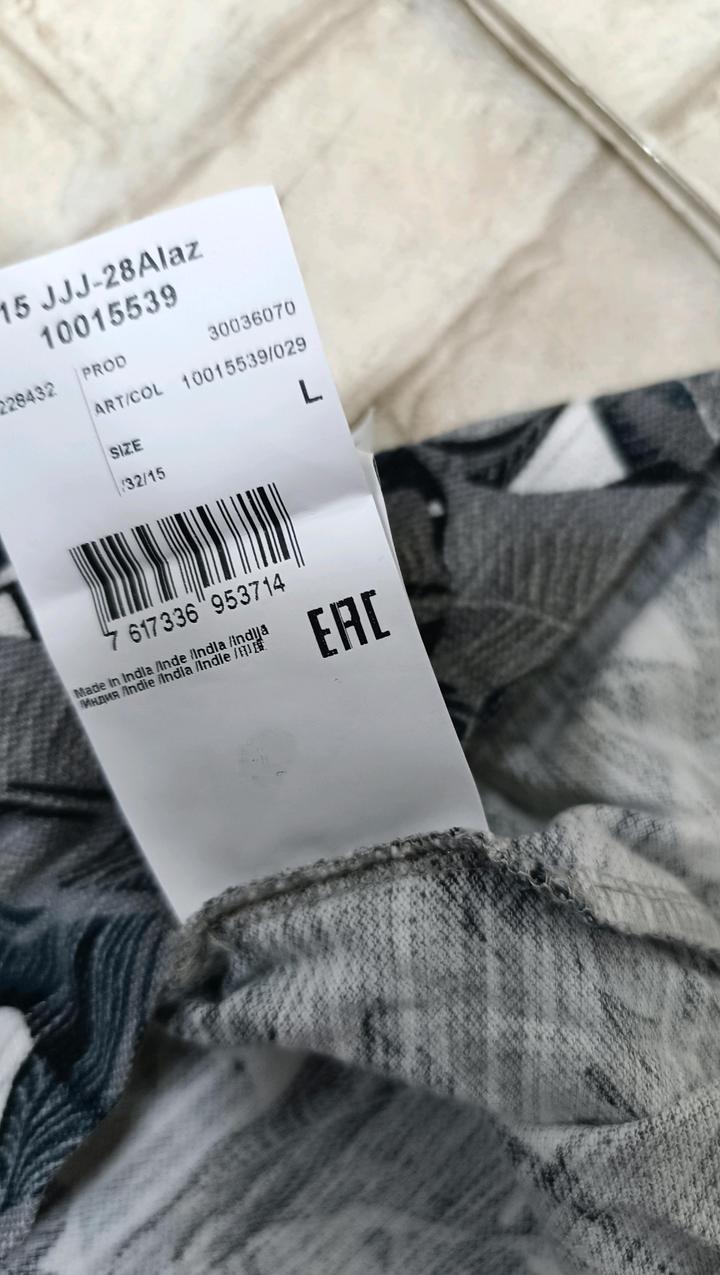 15 JJJ-28Alaz
10015539
228432
PROD 30036070
ART/COL 10015539/029
SIZE L
:32/15
7 617336 953714
EAC
Made in India /Inde /India /Indija
/Индия /Indie /India /Indie /印度